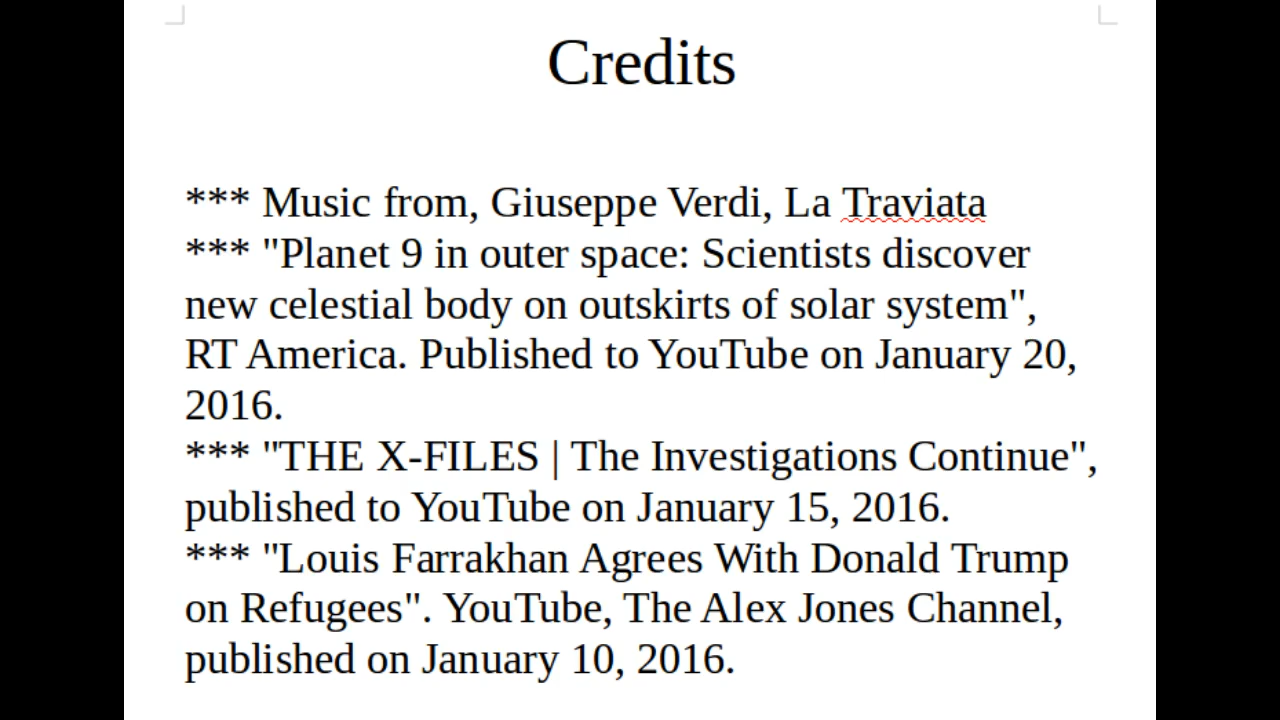 Credits
*** Music from, Giuseppe Verdi, La Traviata
*** "Planet 9 in outer space: Scientists discover
new celestial body on outskirts of solar system",
RT America. Published to YouTube on January 20,
2016.
*** "THE X-FILES | The Investigations Continue",
published to YouTube on January 15, 2016.
*** "Louis Farrakhan Agrees With Donald Trump
on Refugees". YouTube, The Alex Jones Channel,
published on January 10, 2016.